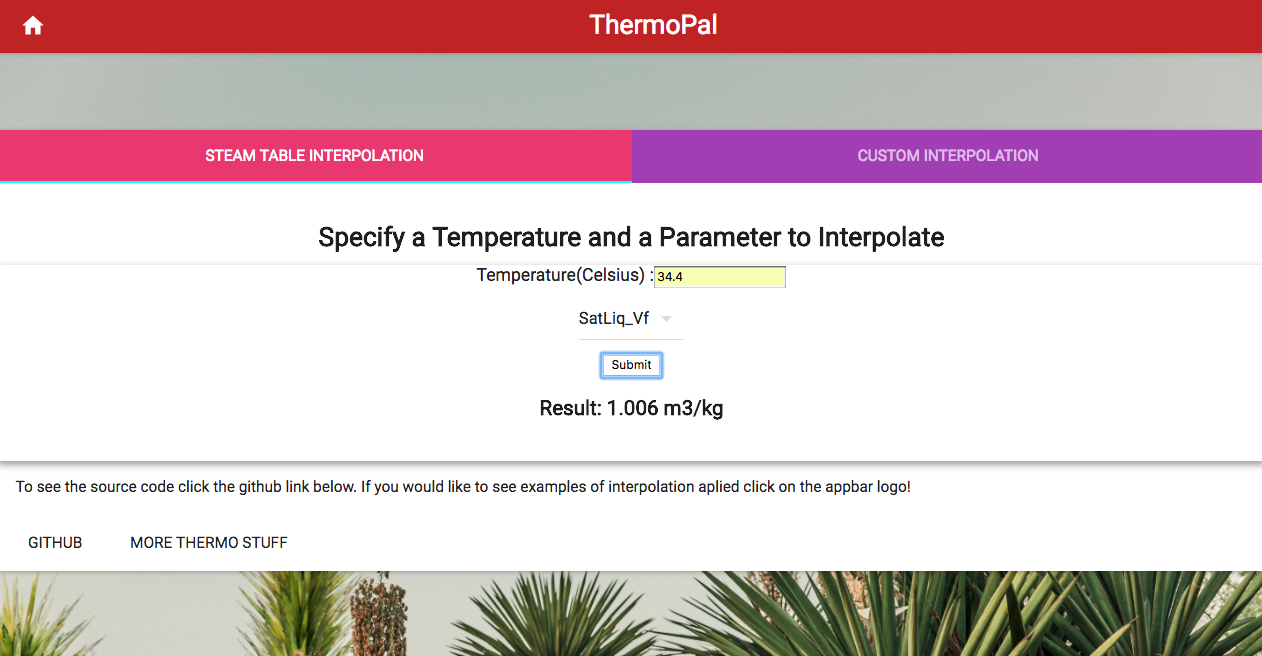 ThermoPal
STEAM TABLE INTERPOLATION
CUSTOM INTERPOLATION
Specify a Temperature and a Parameter to Interpolate
Temperature(Celsius) : 34.4
SatLiq_Vf
Submit
Result: 1.006 m3/kg
To see the source code click the github link below. If you would like to see examples of interpolation aplied click on the appbar logo!
GITHUB MORE THERMO STUFF